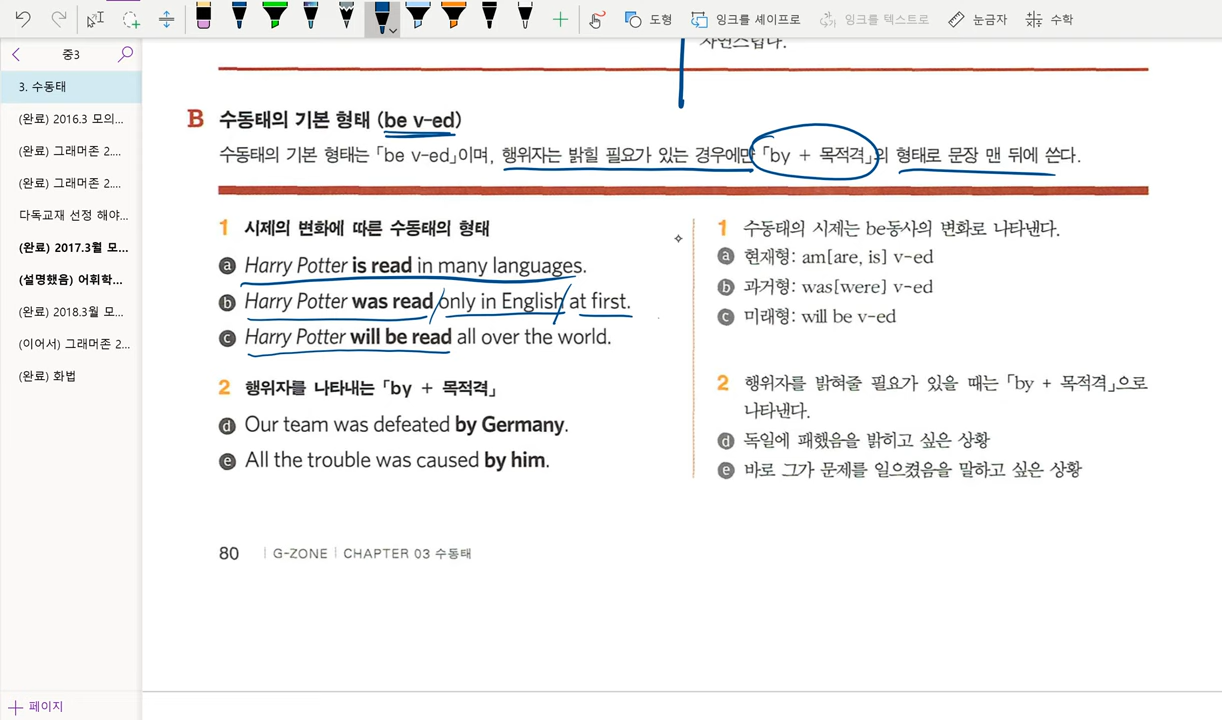 도형
잉크를 셰이프로
잉크를 텍스트로
눈금자
수학
중3
3. 수동태
(완료) 2016.3 모의...
(완료) 그래머존 2....
(완료) 그래머존 2....
다독교재 선정 해야...
(완료) 2017.3월 모...
(설명했음) 어휘학...
(완료) 2018.3월 모...
(이어서) 그래머존 2...
(완료) 화법
페이지
자연스럽다.
B 수동태의 기본 형태 (be v-ed)
수동태의 기본 형태는 「be v-ed」이며, 행위자는 밝힐 필요가 있는 경우에만 「by + 목적격」의 형태로 문장 맨 뒤에 쓴다.
1 시제의 변화에 따른 수동태의 형태
ⓐ Harry Potter is read in many languages.
ⓑ Harry Potter was read only in English at first.
ⓒ Harry Potter will be read all over the world.
2 행위자를 나타내는 「by + 목적격」
ⓓ Our team was defeated by Germany.
ⓔ All the trouble was caused by him.
1 수동태의 시제는 be동사의 변화로 나타낸다.
ⓐ 현재형: am[are, is] v-ed
ⓑ 과거형: was[were] v-ed
ⓒ 미래형: will be v-ed
2 행위자를 밝혀줄 필요가 있을 때는 「by + 목적격」으로
나타낸다.
ⓓ 독일에 패했음을 밝히고 싶은 상황
ⓔ 바로 그가 문제를 일으켰음을 말하고 싶은 상황
80 | G-ZONE | CHAPTER 03 수동태